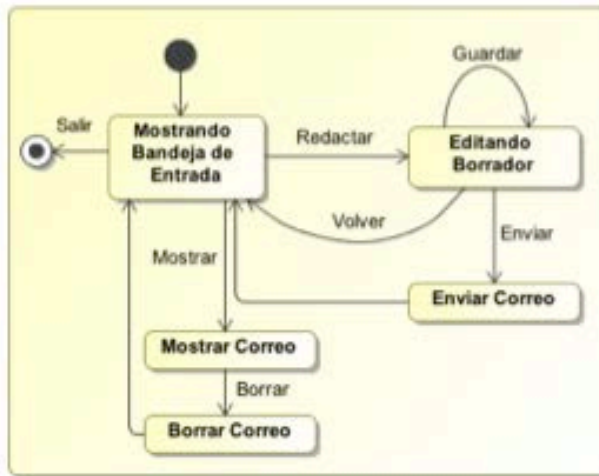 Guardar
Salir
Mostrando
Bandeja de
Entrada
Redactar
Editando
Borrador
Volver
Enviar
Mostrar
Enviar Correo
Mostrar Correo
Borrar
Borrar Correo